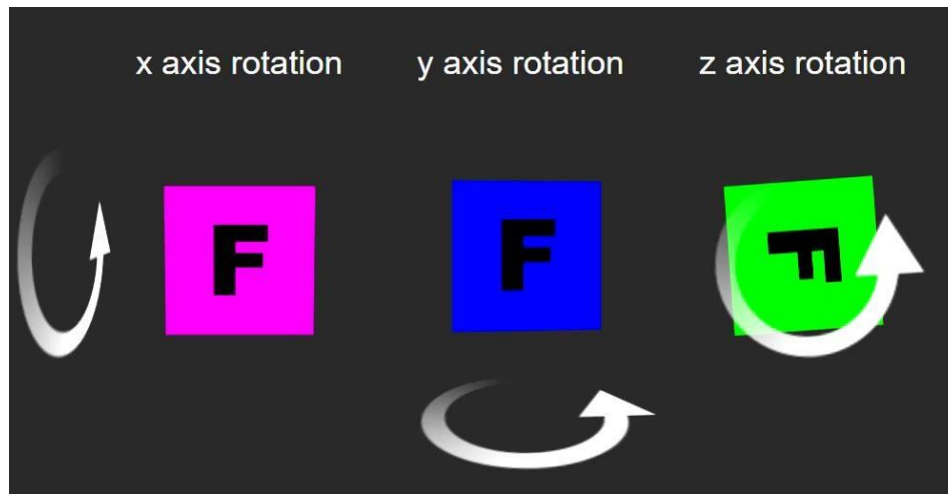 x axis rotation
y axis rotation
z axis rotation
F
F
F